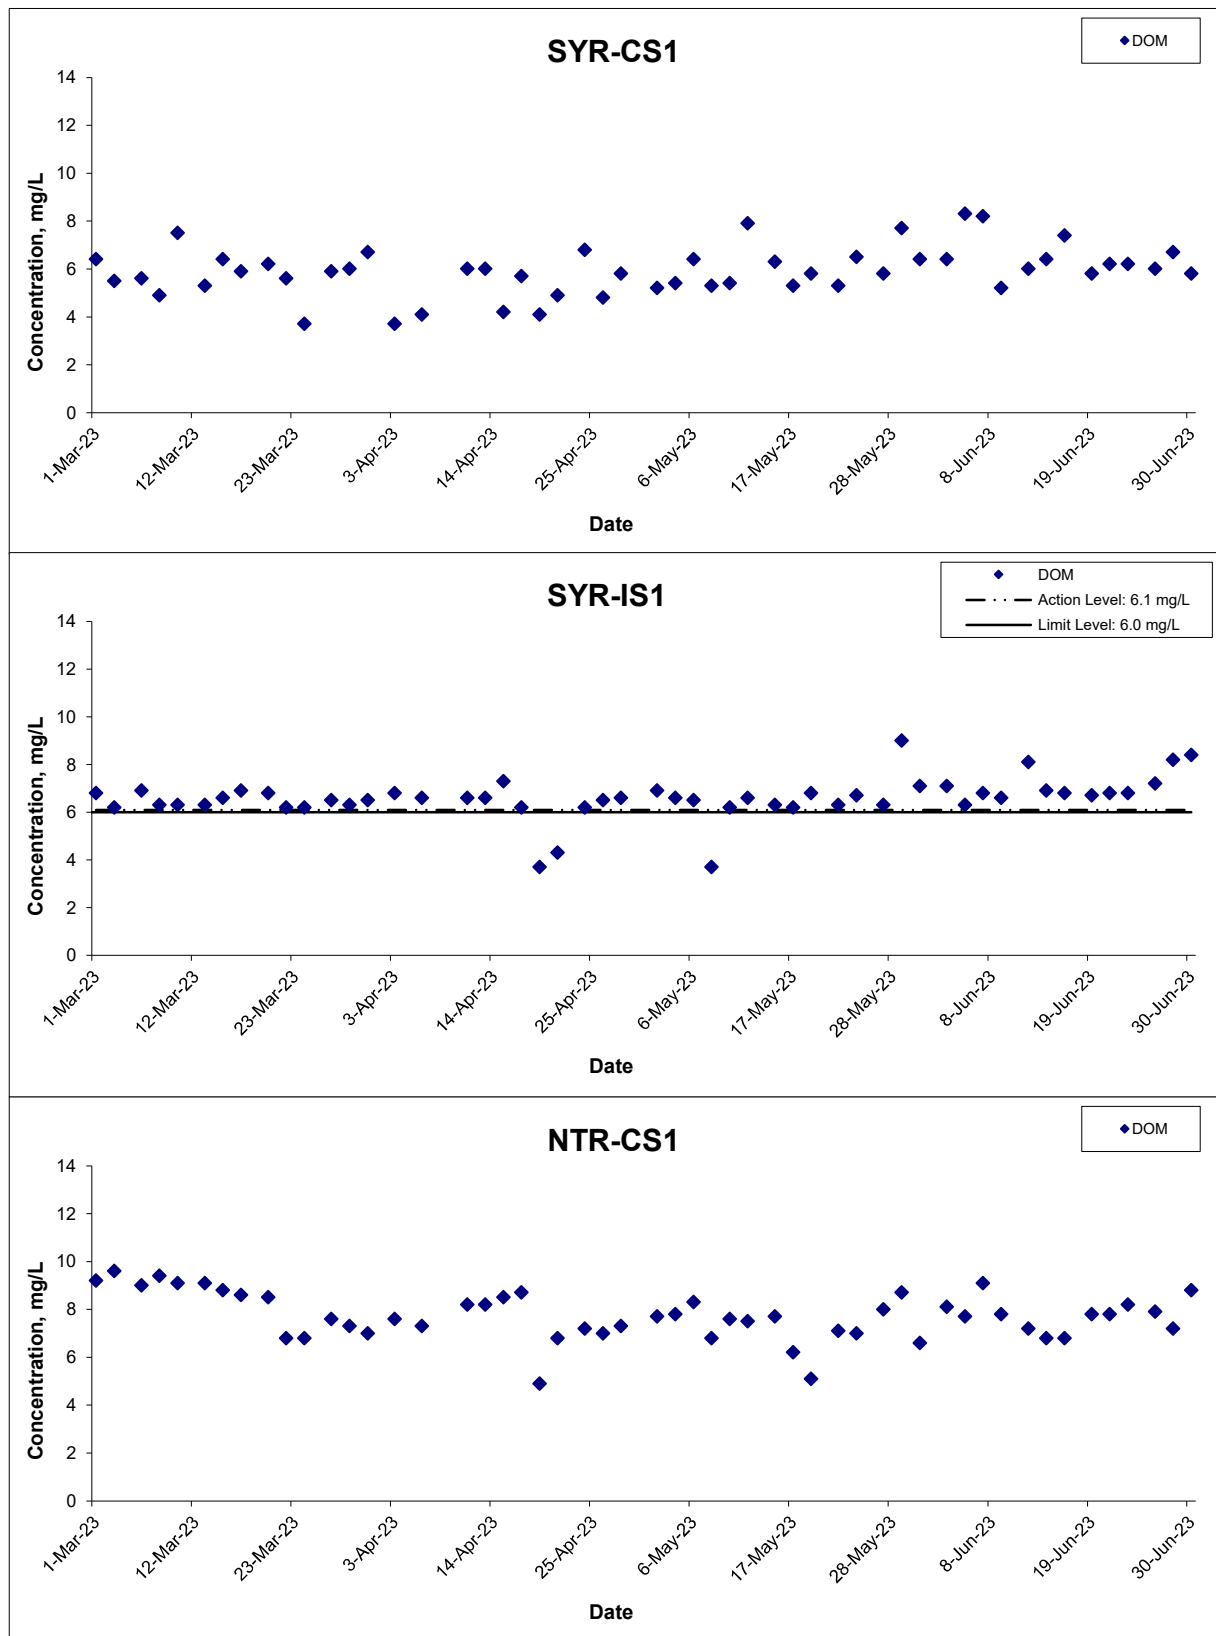 SYR-CS1
DOM
Concentration, mg/L
14
12
10
8
6
4
2
0
1-Mar-23
12-Mar-23
23-Mar-23
3-Apr-23
14-Apr-23
25-Apr-23
6-May-23
17-May-23
28-May-23
8-Jun-23
19-Jun-23
30-Jun-23
Date
SYR-IS1
DOM
Action Level: 6.1 mg/L
Limit Level: 6.0 mg/L
Concentration, mg/L
14
12
10
8
6
4
2
0
1-Mar-23
12-Mar-23
23-Mar-23
3-Apr-23
14-Apr-23
25-Apr-23
6-May-23
17-May-23
28-May-23
8-Jun-23
19-Jun-23
30-Jun-23
Date
NTR-CS1
DOM
Concentration, mg/L
14
12
10
8
6
4
2
0
1-Mar-23
12-Mar-23
23-Mar-23
3-Apr-23
14-Apr-23
25-Apr-23
6-May-23
17-May-23
28-May-23
8-Jun-23
19-Jun-23
30-Jun-23
Date